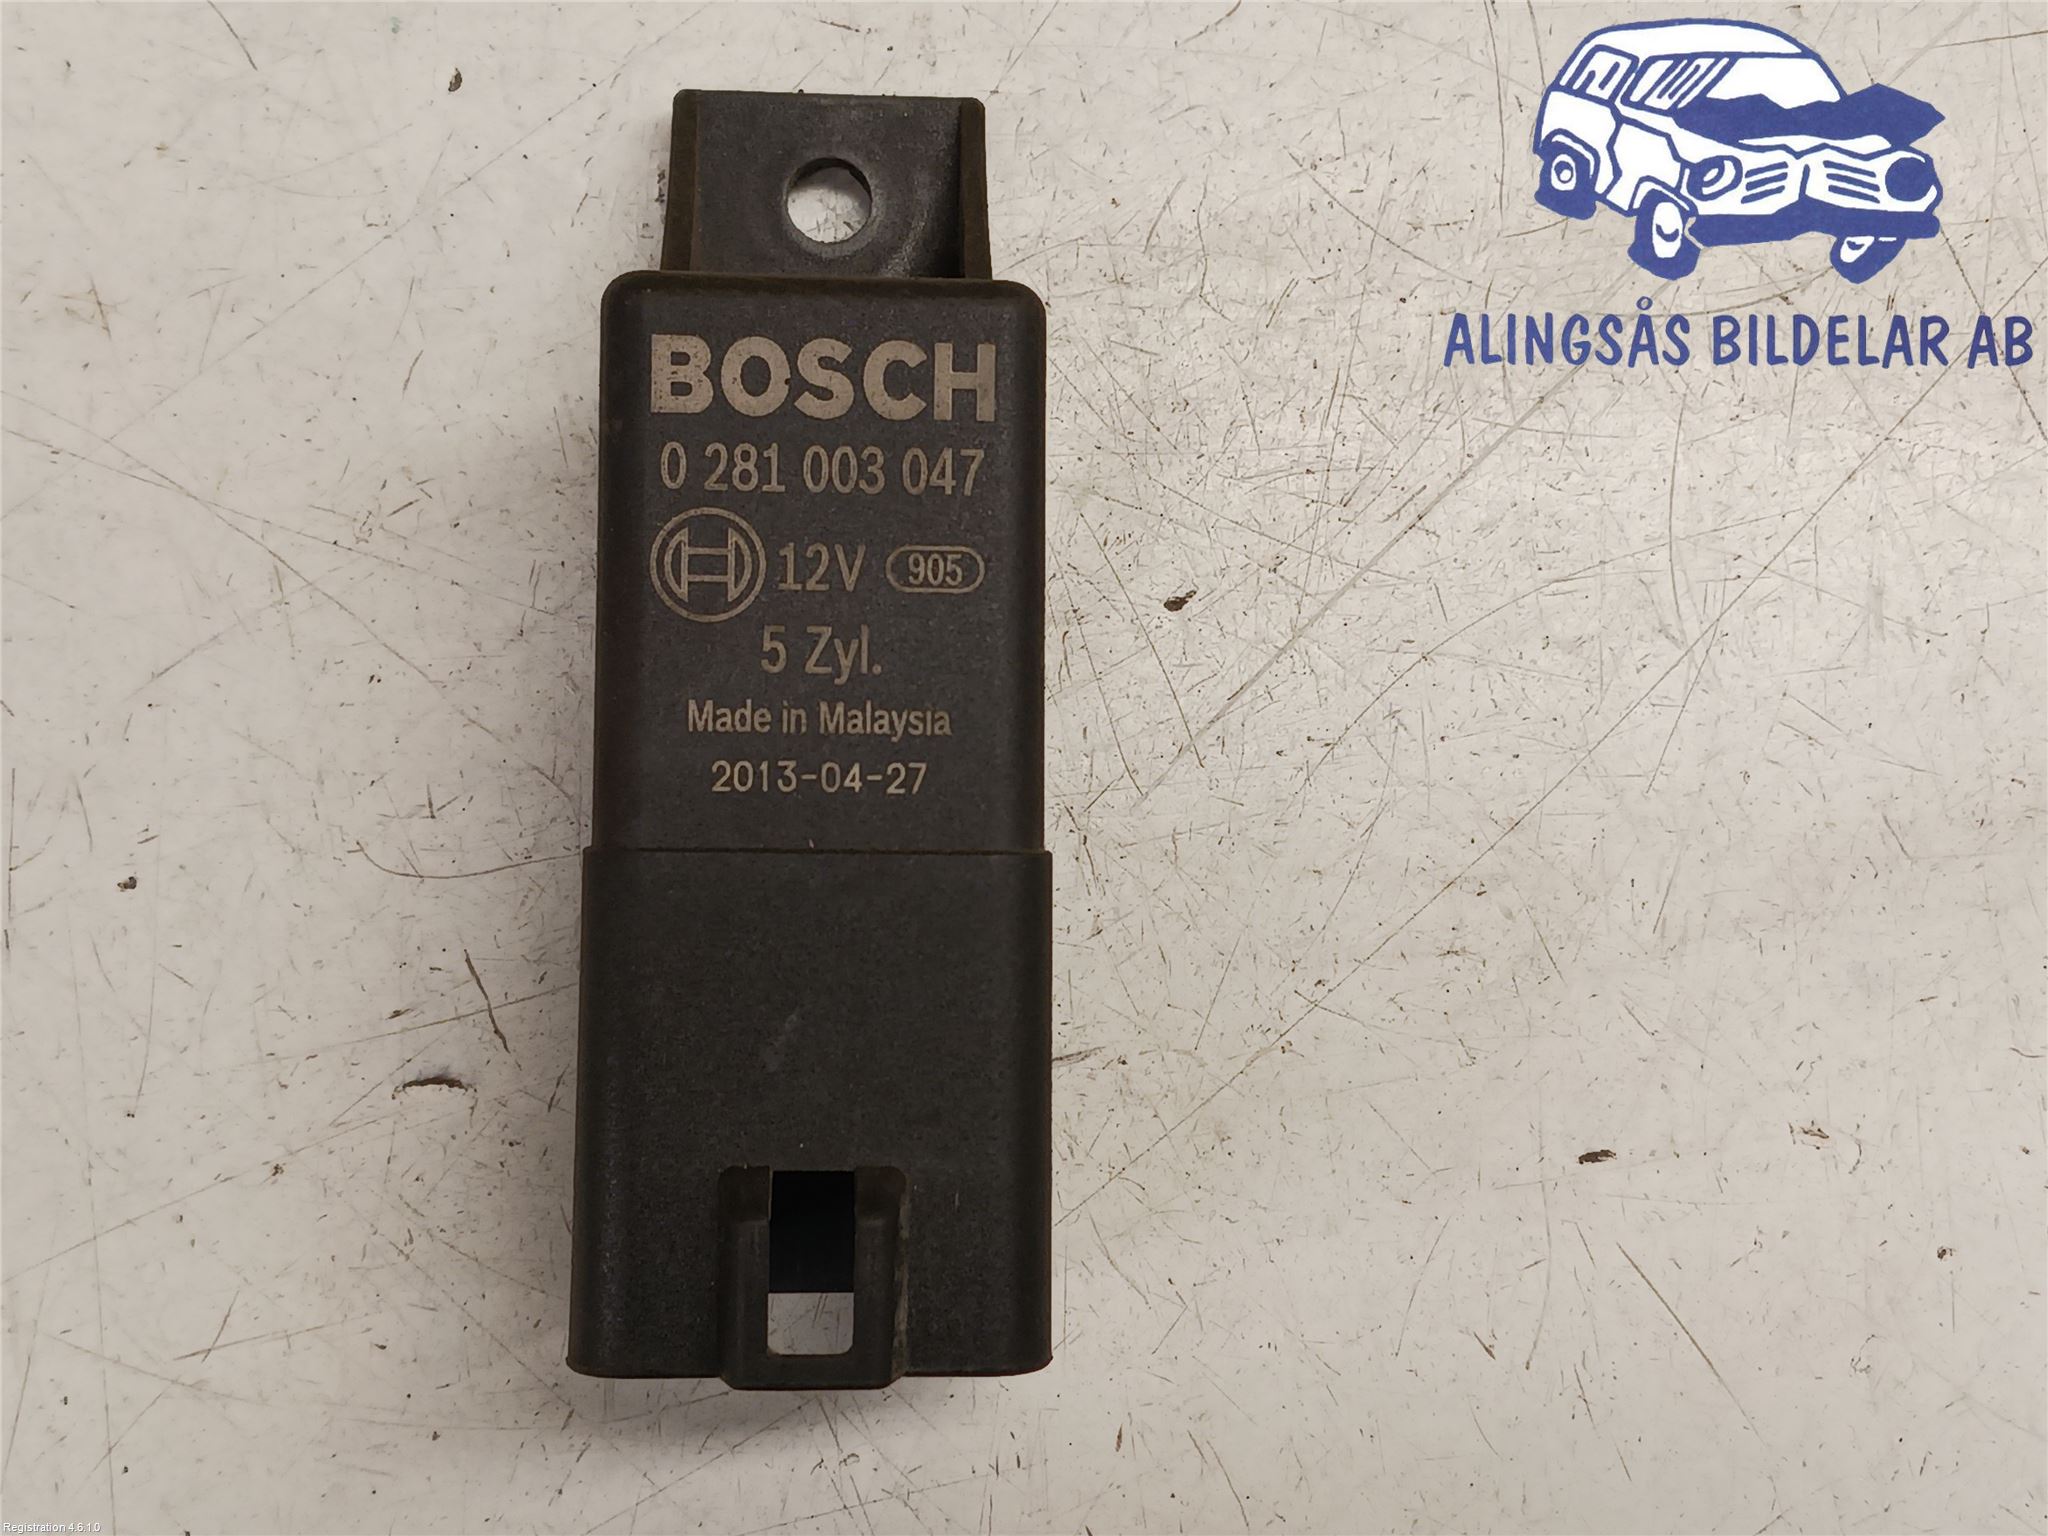 BOSCH
0 281 003 047
12V 905
5 Zyl.
Made in Malaysia
2013-04-27
ALINGSÅS BILDELAR AB
Registration 4.6.1.0